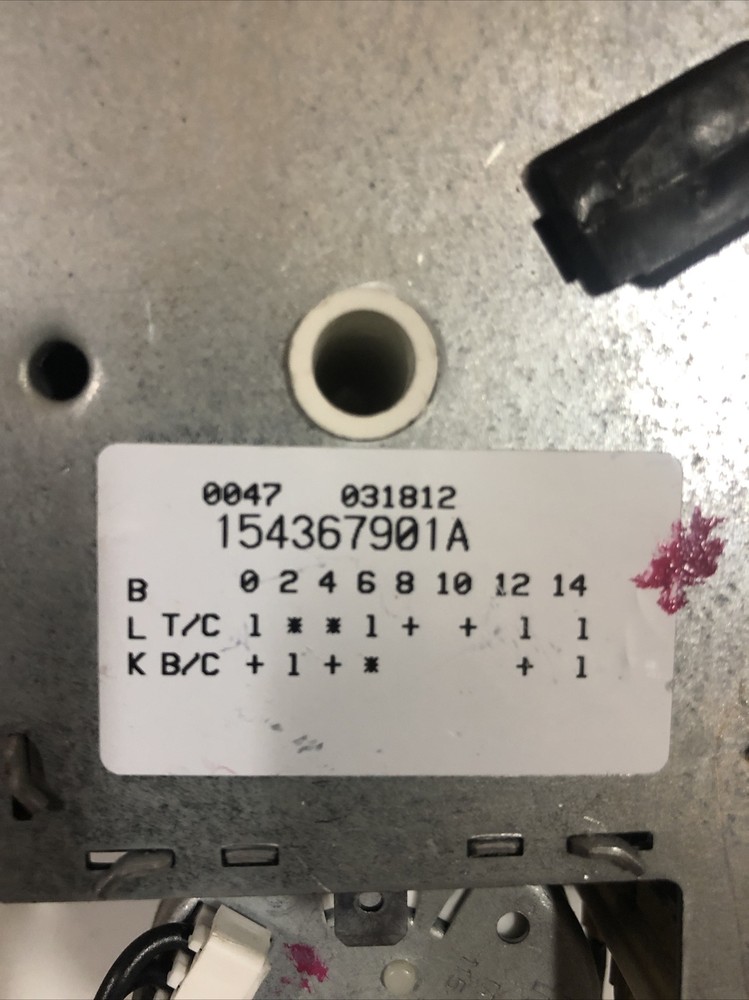 0047 031812
154367901A
B 0 2 4 6 8 10 12 14
L T/C 1 * * 1 + + 1 1
K B/C + 1 + * + 1